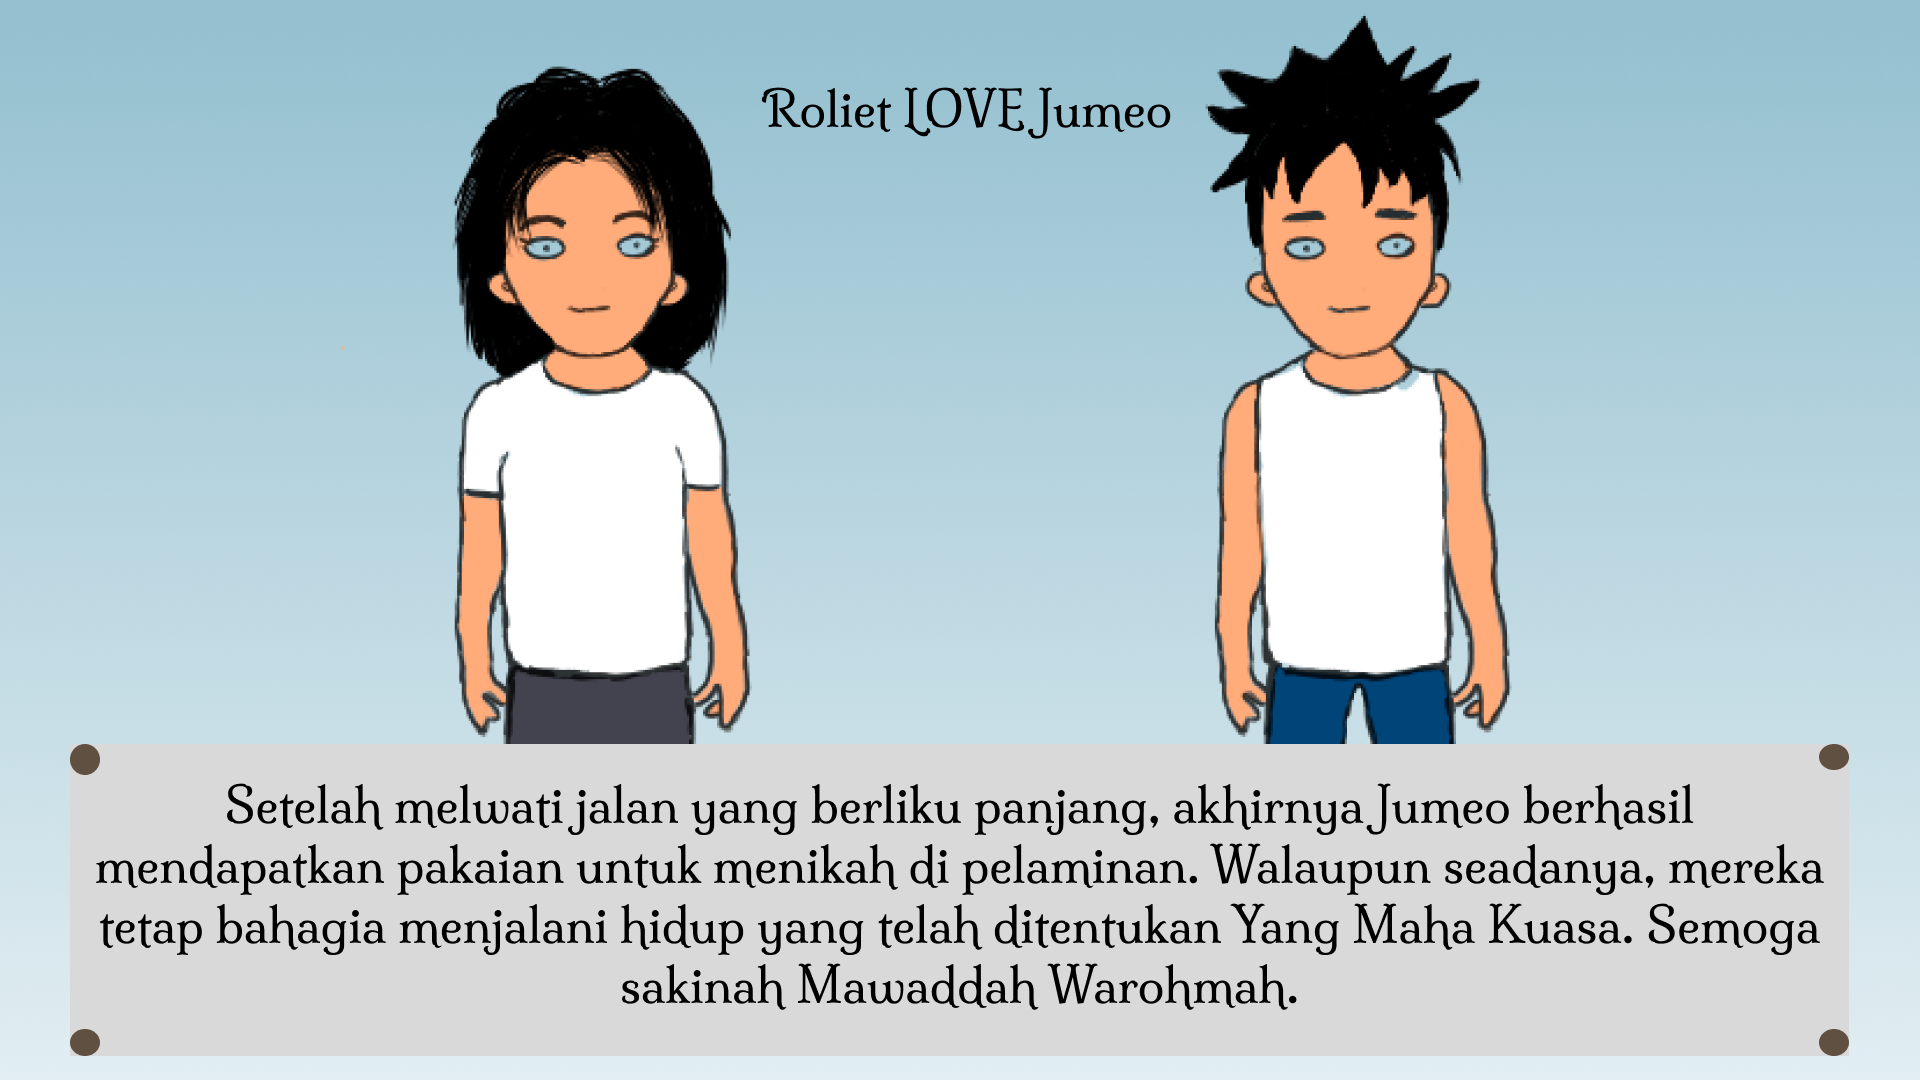 Roliet LOVE Jumeo
Setelah melwati jalan yang berliku panjang, akhirnya Jumeo berhasil
mendapatkan pakaian untuk menikah di pelaminan. Walaupun seadanya, mereka
tetap bahagia menjalani hidup yang telah ditentukan Yang Maha Kuasa. Semoga
sakinah Mawaddah Warohmah.